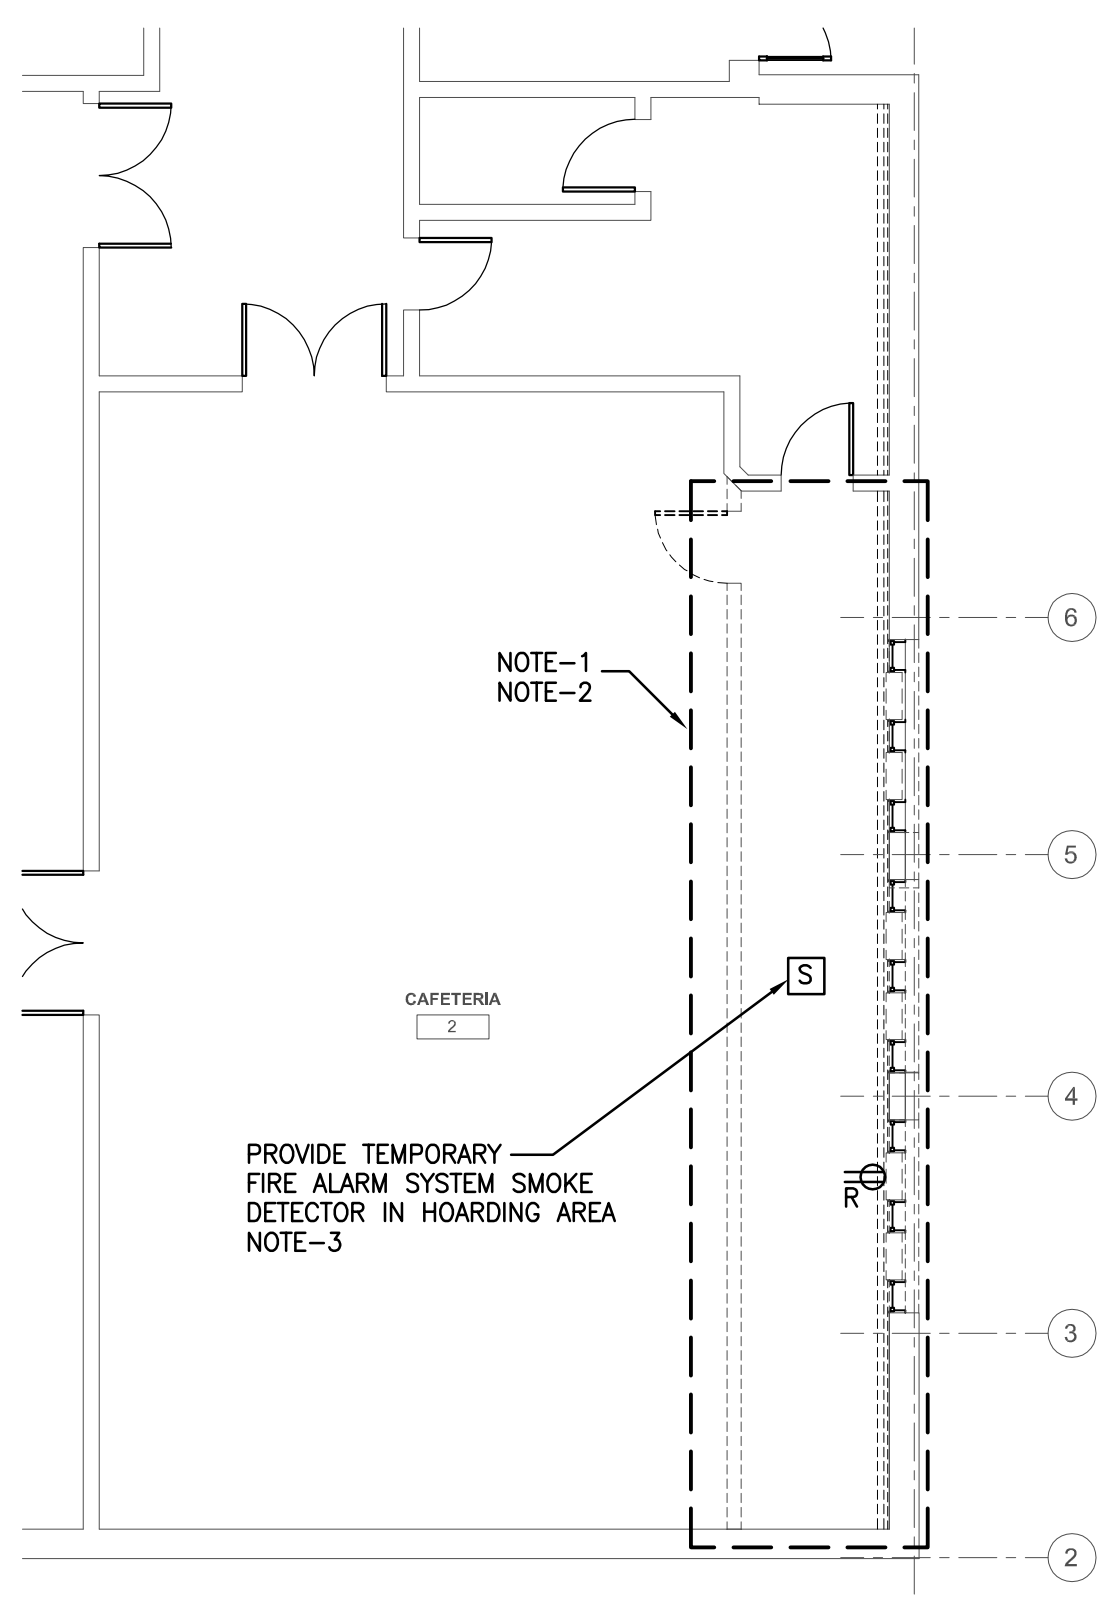 6
NOTE-1
NOTE-2
5
S
CAFETERIA
2
4
PROVIDE TEMPORARY
FIRE ALARM SYSTEM SMOKE
DETECTOR IN HOARDING AREA
NOTE-3
R
3
2